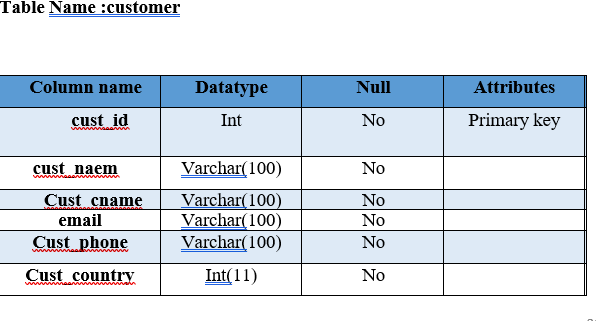 Table Name :customer
Column name Datatype Null Attributes
cust_id Int No Primary key
cust_naem Varchar(100) No
Cust_cname Varchar(100) No
email Varchar(100) No
Cust_phone Varchar(100) No
Cust_country Int(11) No